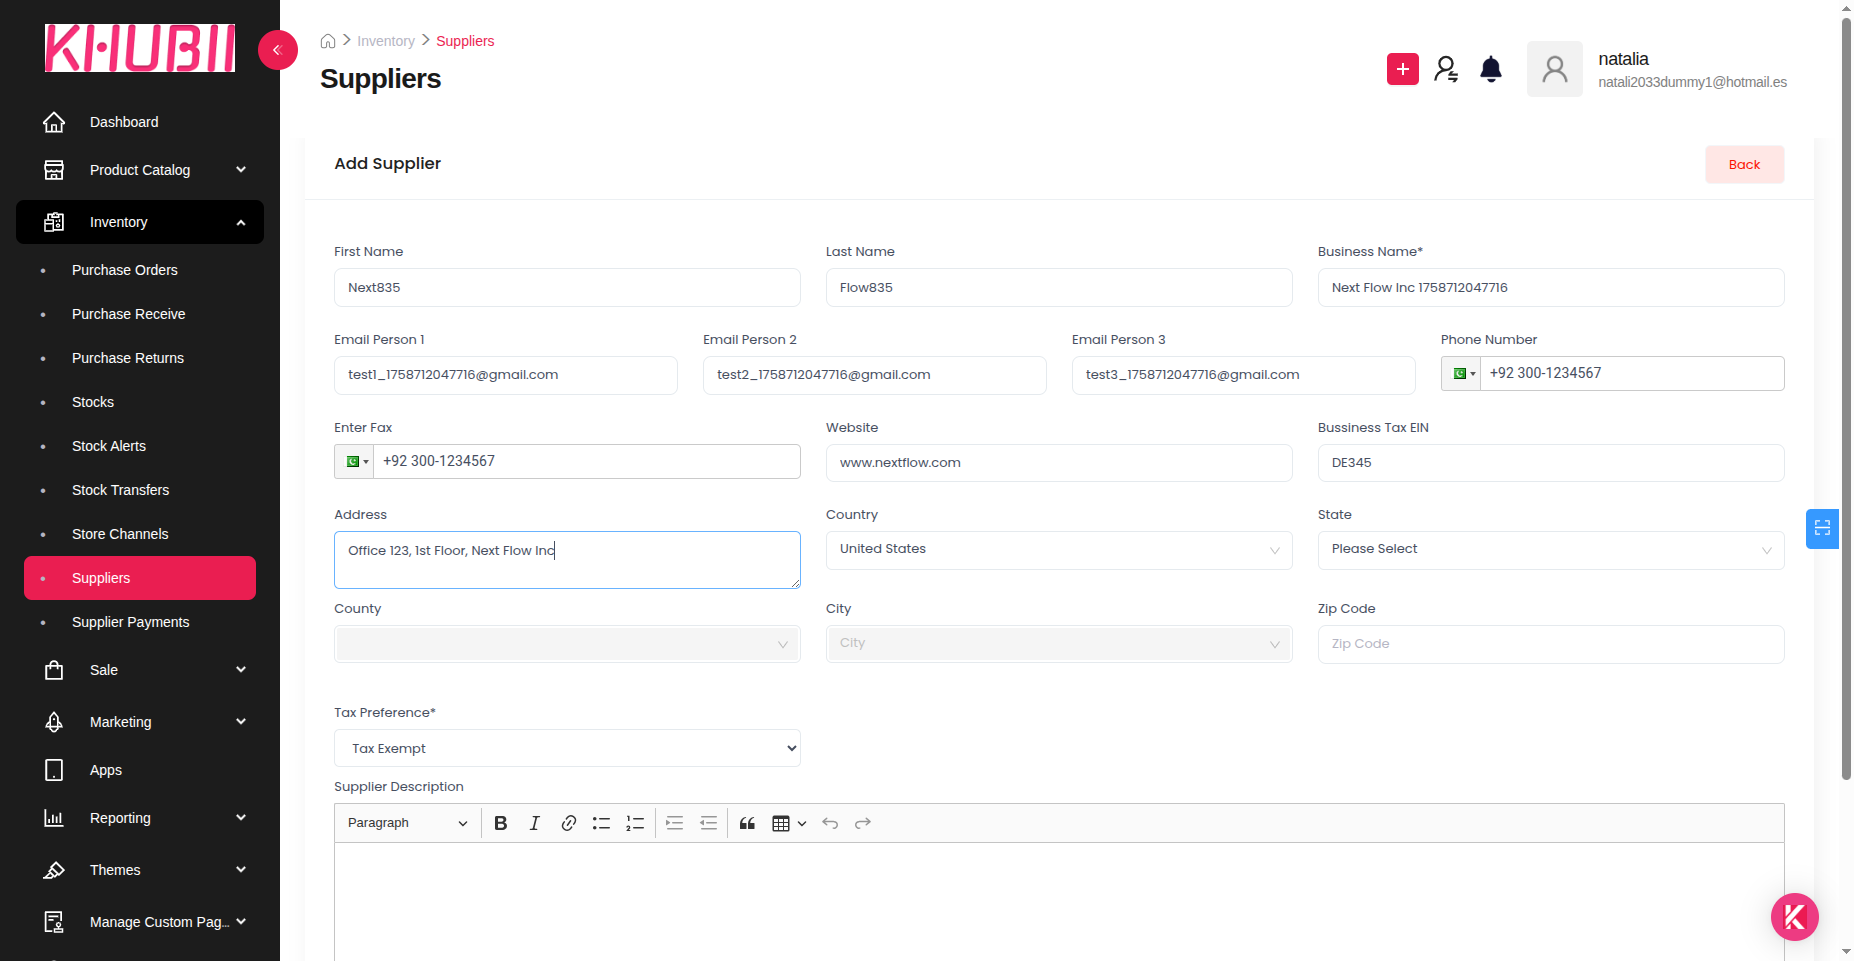 KHUBII
Inventory
Suppliers
Suppliers
natalia
natali2033dummy1@hotmail.es
Dashboard
Product Catalog
Inventory
Purchase Orders
Purchase Receive
Purchase Returns
Stocks
Stock Alerts
Stock Transfers
Store Channels
Suppliers
Supplier Payments
Sale
Marketing
Apps
Reporting
Themes
Manage Custom Pag...
Add Supplier
Back
First Name
Last Name
Business Name*
Next835
Flow835
Next Flow Inc 1758712047716
Email Person 1
Email Person 2
Email Person 3
Phone Number
test1_1758712047716@gmail.com
test2_1758712047716@gmail.com
test3_1758712047716@gmail.com
+92 300-1234567
Enter Fax
Website
Bussiness Tax EIN
+92 300-1234567
www.nextflow.com
DE345
Address
Country
State
Office 123, 1st Floor, Next Flow Inc
United States
Please Select
County
City
Zip Code
City
Zip Code
Tax Preference*
Tax Exempt
Supplier Description
Paragraph
B I
K